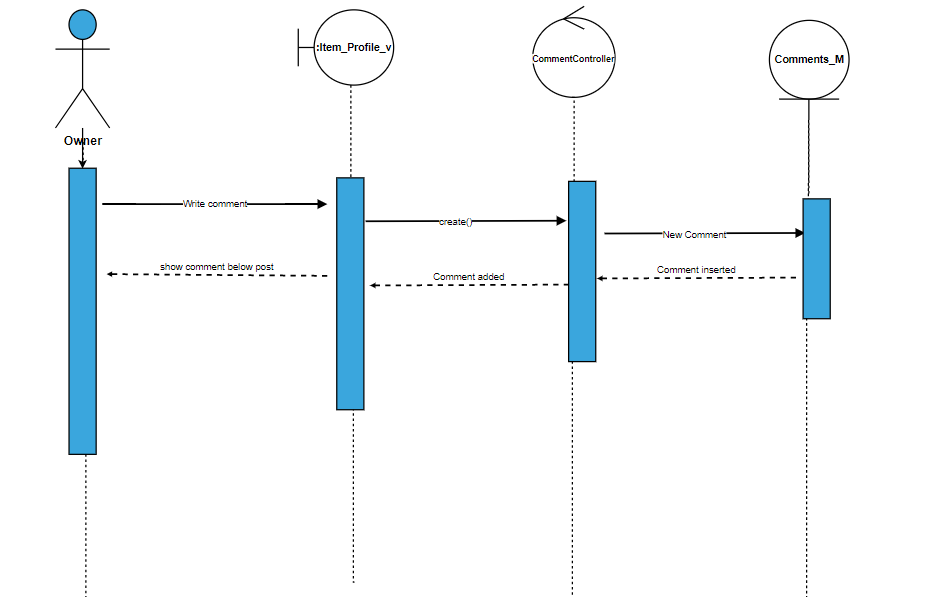 :Item_Profile_v
CommentController
Comments_M
Owner
Write comment
create()
New Comment
show comment below post
Comment added
Comment inserted